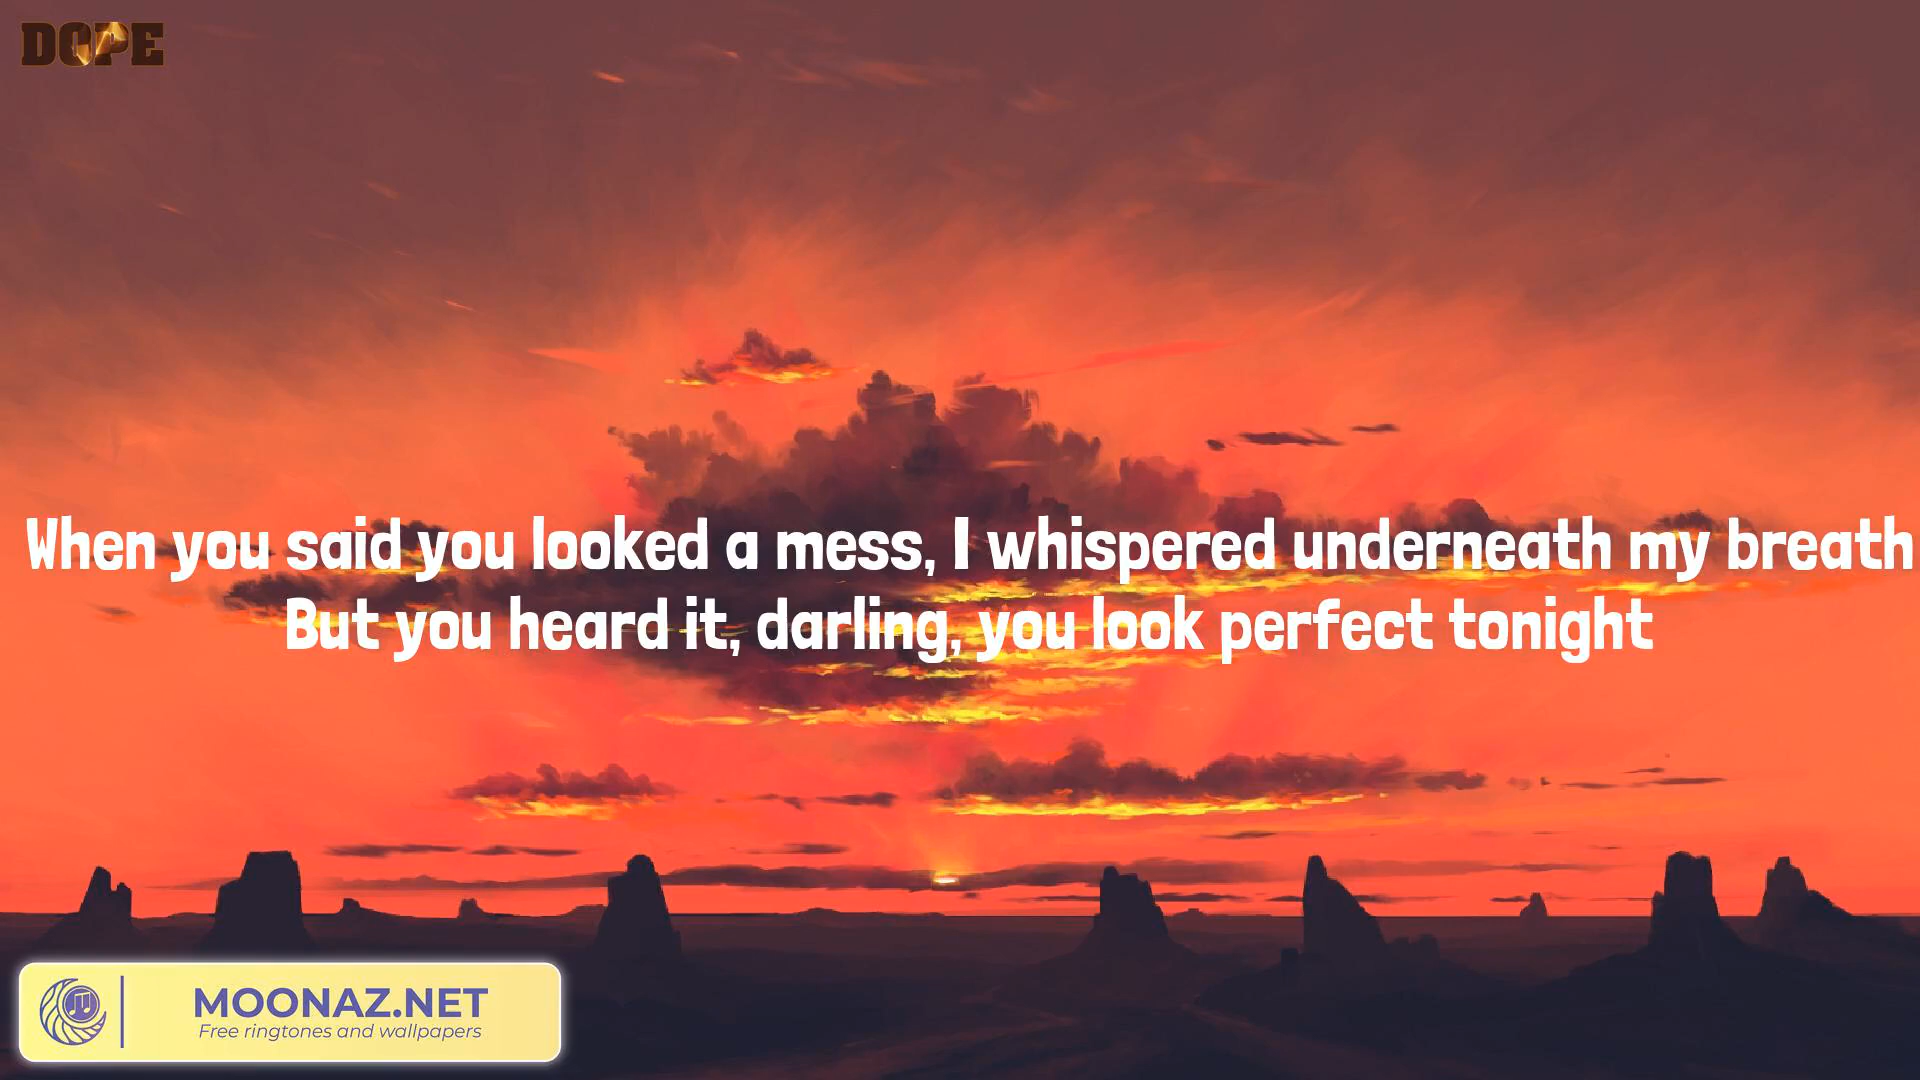 DOPE
When you said you looked a mess, I whispered underneath my breath
But you heard it, darling, you look perfect tonight
MOONAZ.NET
Free ringtones and wallpapers